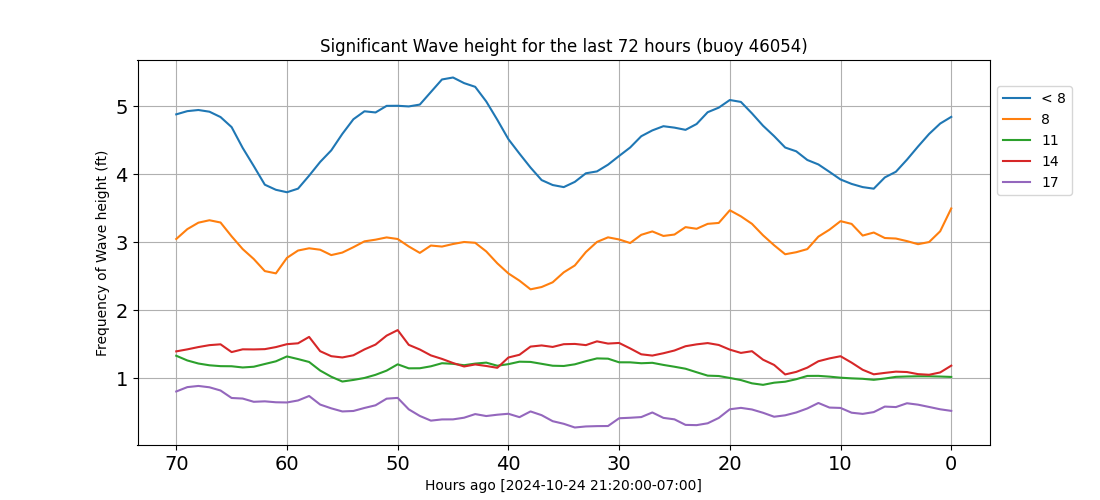 Significant Wave height for the last 72 hours (buoy 46054)
Frequency of Wave height (ft)
5
4
3
2
1
70 60 50 40 30 20 10 0
Hours ago [2024-10-24 21:20:00-07:00]
< 8
8
11
14
17